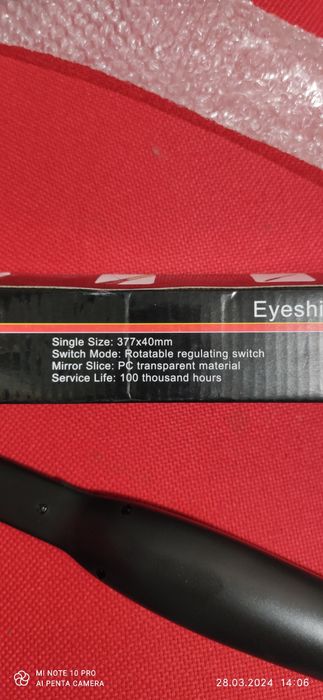 Eyeshi
Single Size: 377x40mm
Switch Mode: Rotatable regulating switch
Mirror Slice: PC transparent material
Service Life: 100 thousand hours
MI NOTE 10 PRO
AI PENTA CAMERA
28.03.2024 14:06